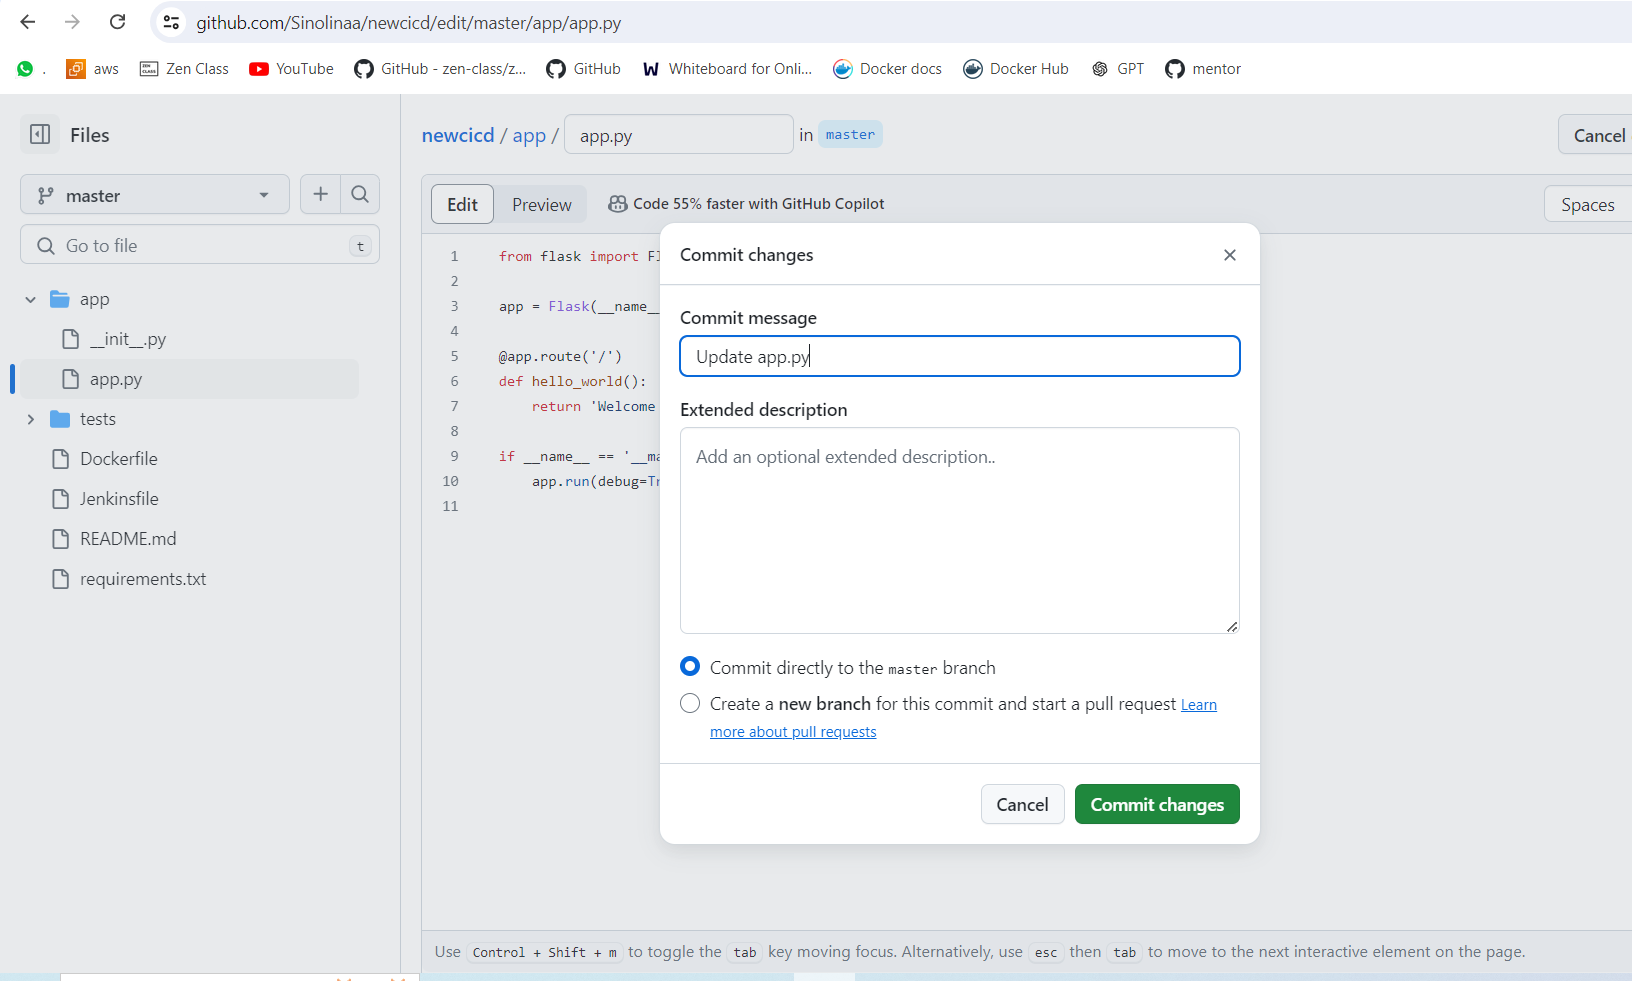 github.com/Sinolinaa/newcicd/edit/master/app/app.py
. aws Zen Class YouTube GitHub - zen-class/z... GitHub Whiteboard for Onli... Docker docs Docker Hub GPT mentor
Files
newcicd / app / app.py in master
Cancel
master
Edit Preview Code 55% faster with GitHub Copilot
Spaces
Go to file t
app
__init__.py
app.py
tests
Dockerfile
Jenkinsfile
README.md
requirements.txt
1 from flask import Fl
2
3 app = Flask(__name__
4
5 @app.route('/')
6 def hello_world():
7 return 'Welcome
8
9 if __name__ == '__ma
10 app.run(debug=Tr
11
Commit changes
Commit message
Update app.py
Extended description
Add an optional extended description..
Commit directly to the master branch
Create a new branch for this commit and start a pull request Learn
more about pull requests
Cancel Commit changes
Use Control + Shift + m to toggle the tab key moving focus. Alternatively, use esc then tab to move to the next interactive element on the page.